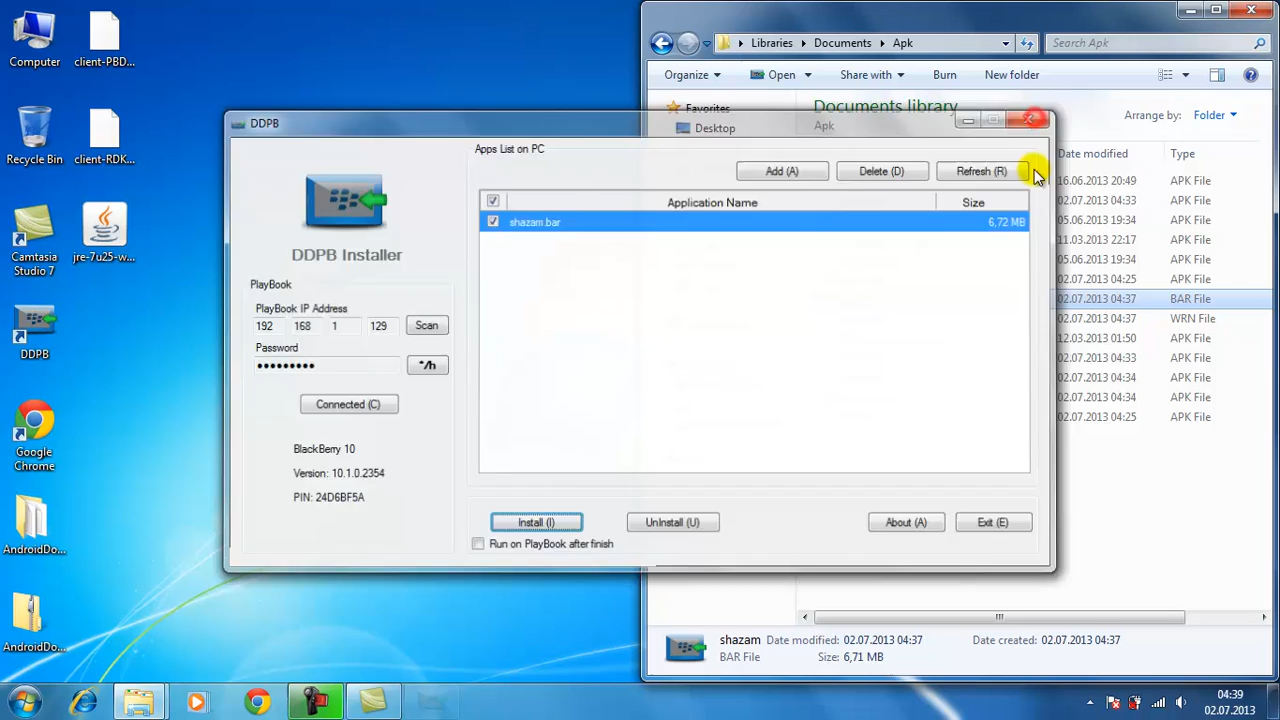 Computer
client-PBD...
Recycle Bin
client-RDK...
Camtasia
Studio 7
jre-7u25-w...
DDPB
Google
Chrome
AndroidDo...
AndroidDo...
Libraries
Documents
Apk
Search Apk
Organize
Open
Share with
Burn
New folder
Favorites
Desktop
Documents library
Apk
Arrange by:
Folder
Date modified
Type
16.06.2013 20:49
APK File
02.07.2013 04:33
APK File
05.06.2013 19:34
APK File
11.03.2013 22:17
APK File
05.06.2013 19:34
APK File
02.07.2013 04:25
APK File
02.07.2013 04:37
BAR File
02.07.2013 04:37
WRN File
12.03.2013 01:50
APK File
02.07.2013 04:33
APK File
02.07.2013 04:34
APK File
02.07.2013 04:34
APK File
02.07.2013 04:25
APK File
DDPB
Apps List on PC
Add (A)
Delete (D)
Refresh (R)
Application Name
Size
shazam.bar
6,72 MB
DDPB Installer
PlayBook
PlayBook IP Address
192
168
1
129
Scan
Password
•••••••••
*/h
Connected (C)
BlackBerry 10
Version: 10.1.0.2354
PIN: 24D6BF5A
Install (I)
UnInstall (U)
About (A)
Exit (E)
Run on PlayBook after finish
shazam
Date modified: 02.07.2013 04:37
Date created: 02.07.2013 04:37
BAR File
Size: 6,71 MB
04:39
02.07.2013